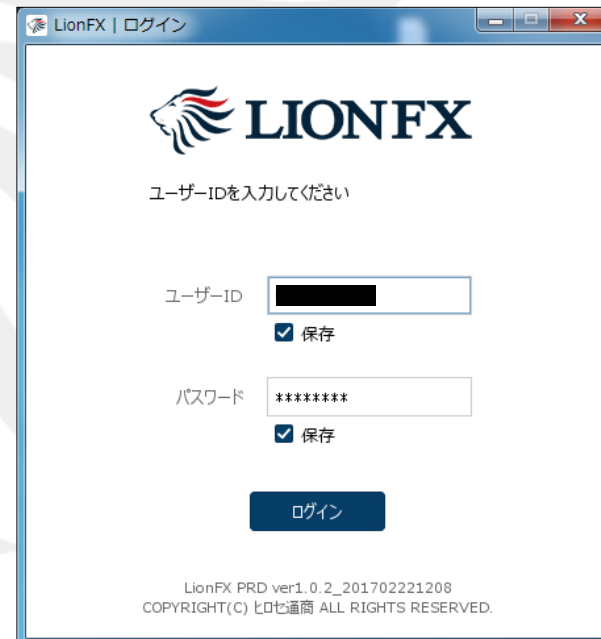 LionFX | ログイン
LIONFX
ユーザーIDを入力してください
ユーザーID
保存
パスワード
********
保存
ログイン
LionFX PRD ver1.0.2_201702221208
COPYRIGHT(C) ヒロセ通商 ALL RIGHTS RESERVED.